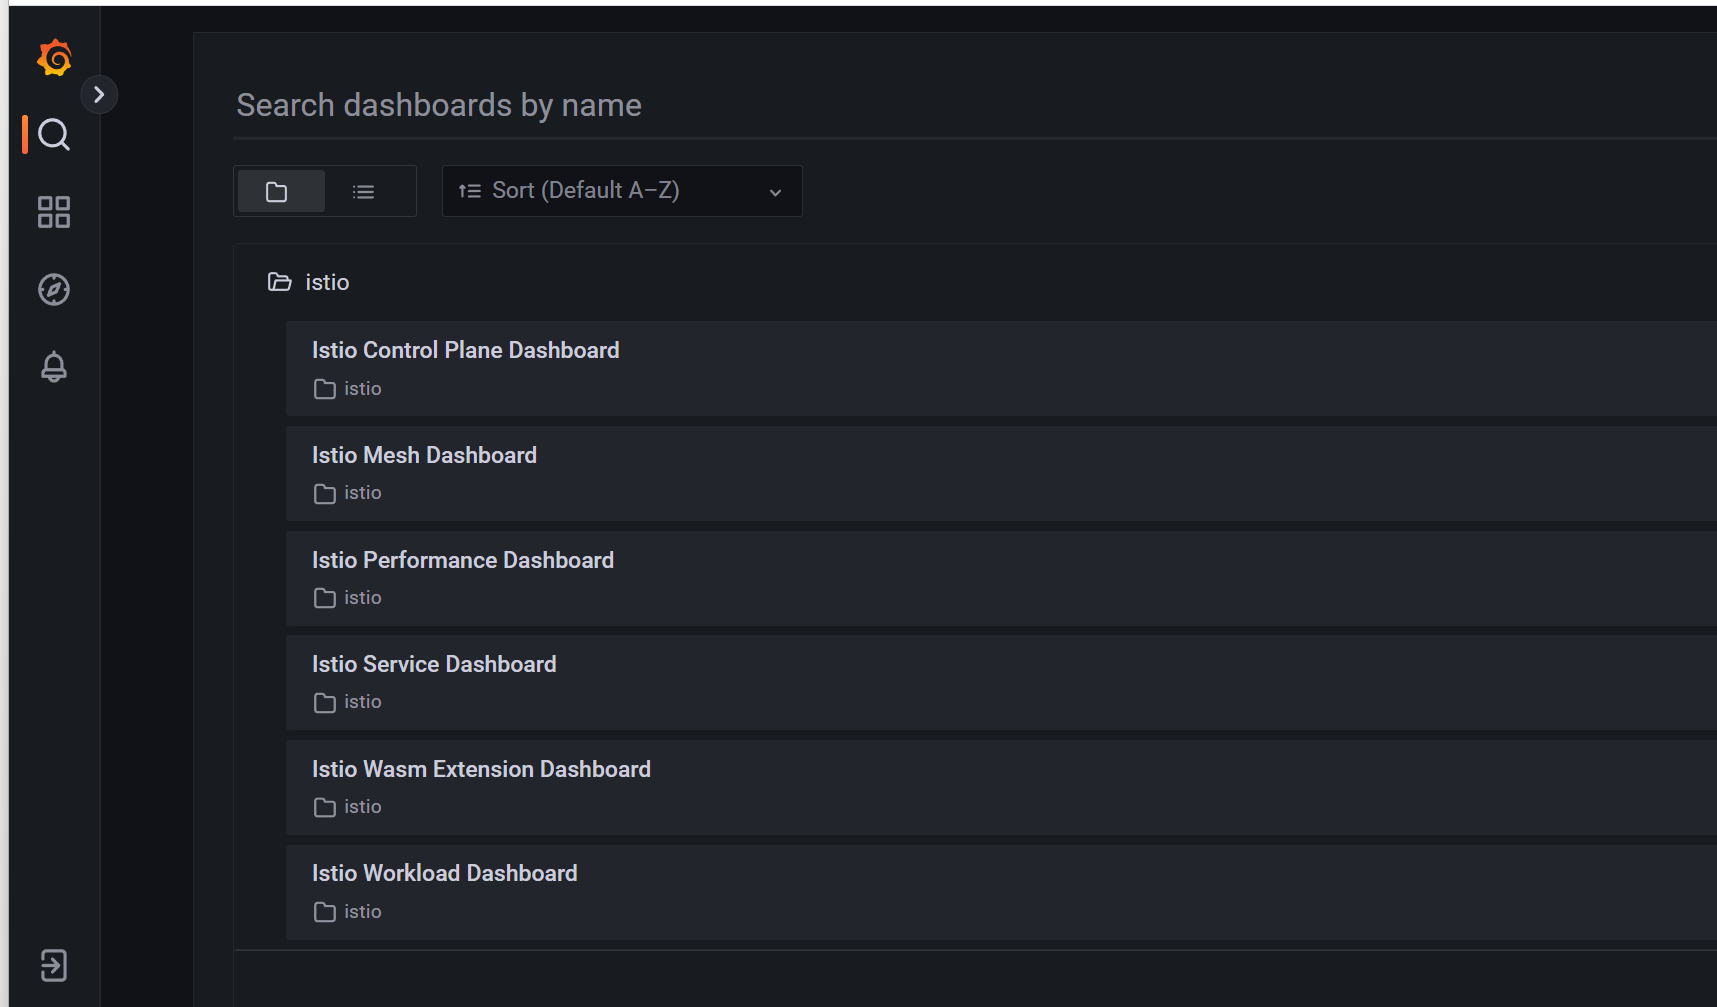 Search dashboards by name
Sort (Default A–Z)
istio
Istio Control Plane Dashboard
istio
Istio Mesh Dashboard
istio
Istio Performance Dashboard
istio
Istio Service Dashboard
istio
Istio Wasm Extension Dashboard
istio
Istio Workload Dashboard
istio